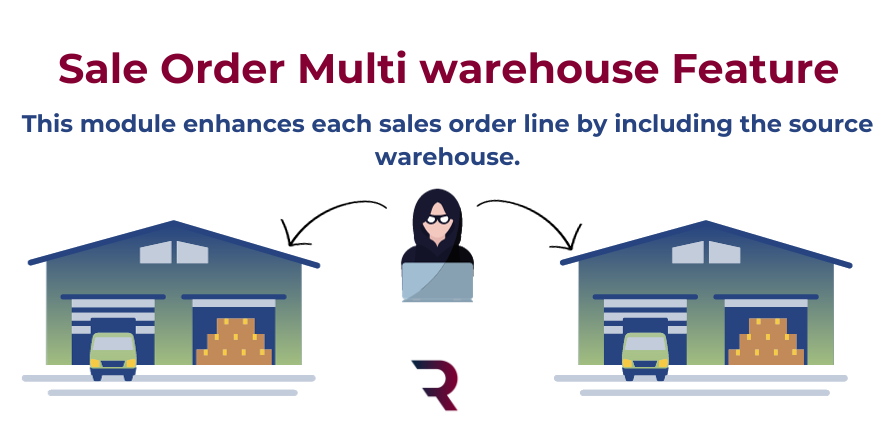 Sale Order Multi warehouse Feature
This module enhances each sales order line by including the source
warehouse.